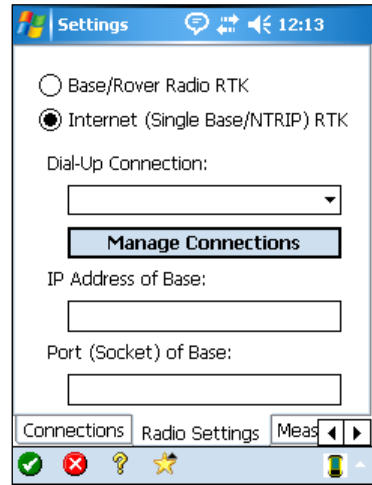 Settings 12:13
Base/Rover Radio RTK
Internet (Single Base/NTRIP) RTK
Dial-Up Connection:
Manage Connections
IP Address of Base:
Port (Socket) of Base:
Connections Radio Settings Meas